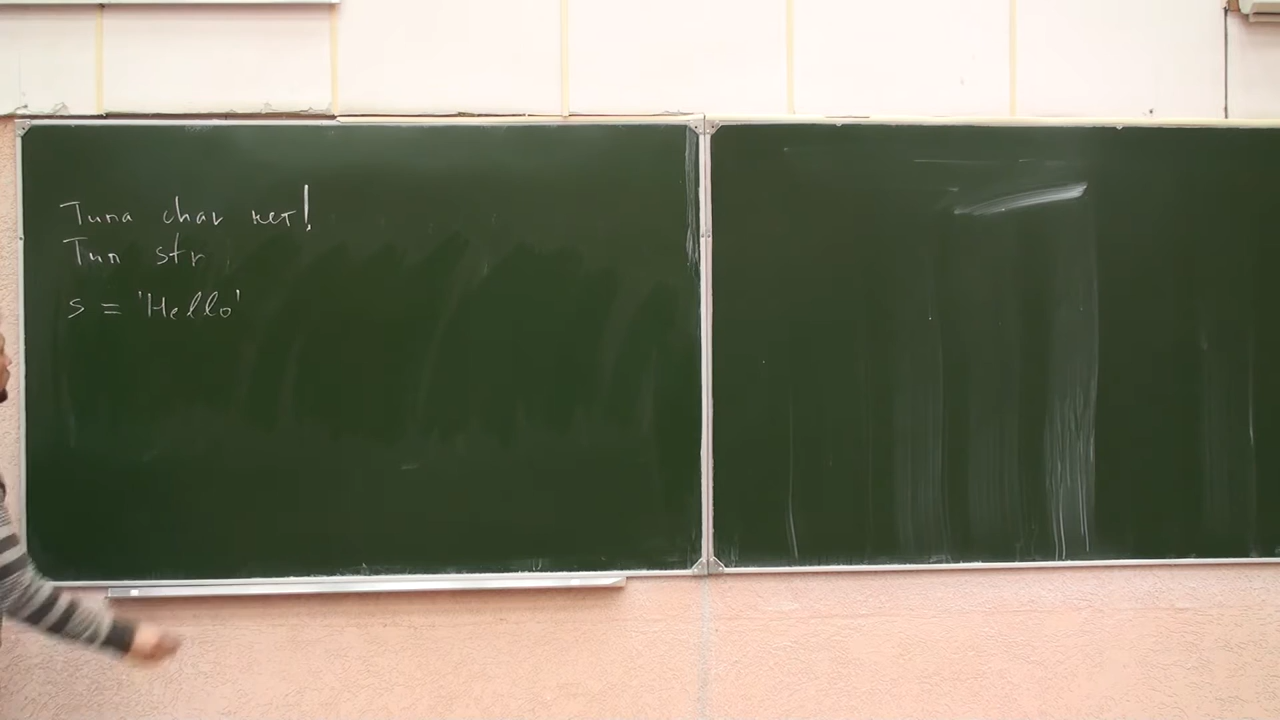 Типа char нет!
Тип str
s = 'Hello'